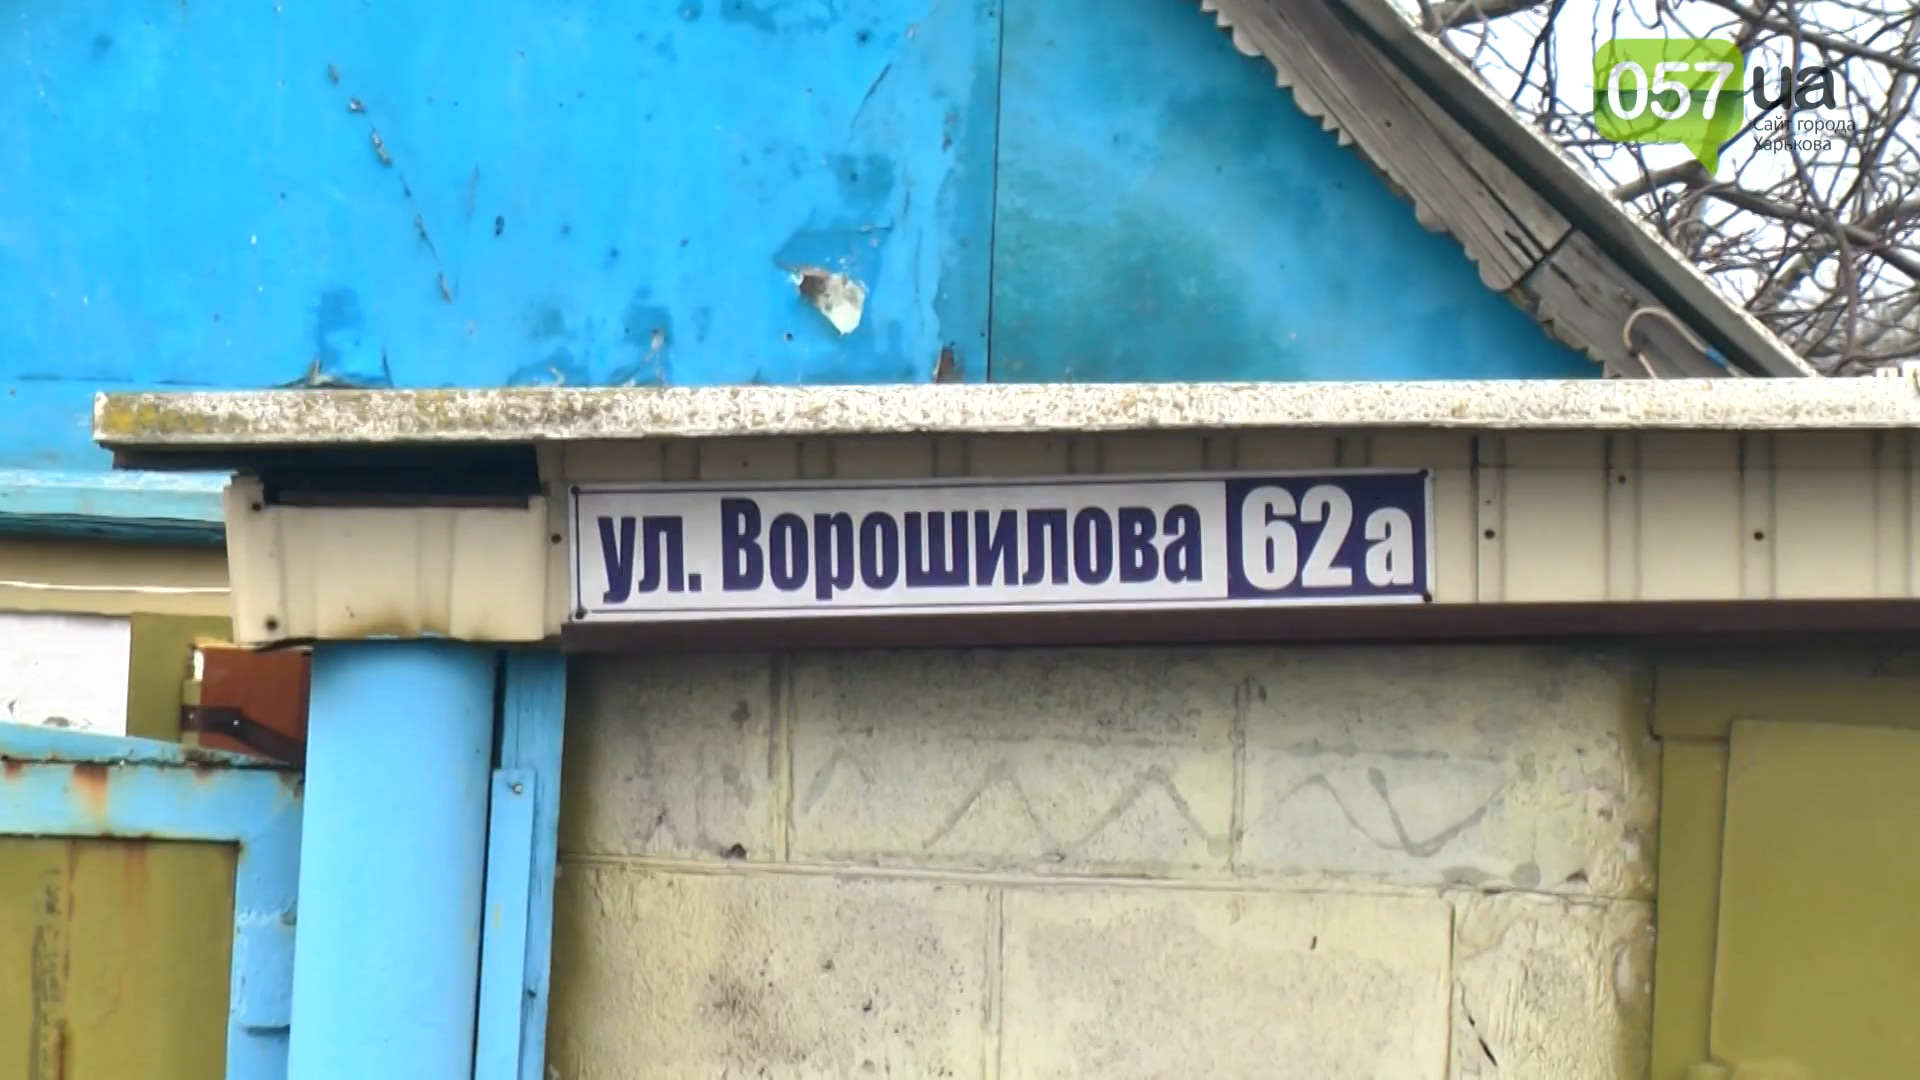 057 ua
Сайт города
Харькова
ул. Ворошилова 62а